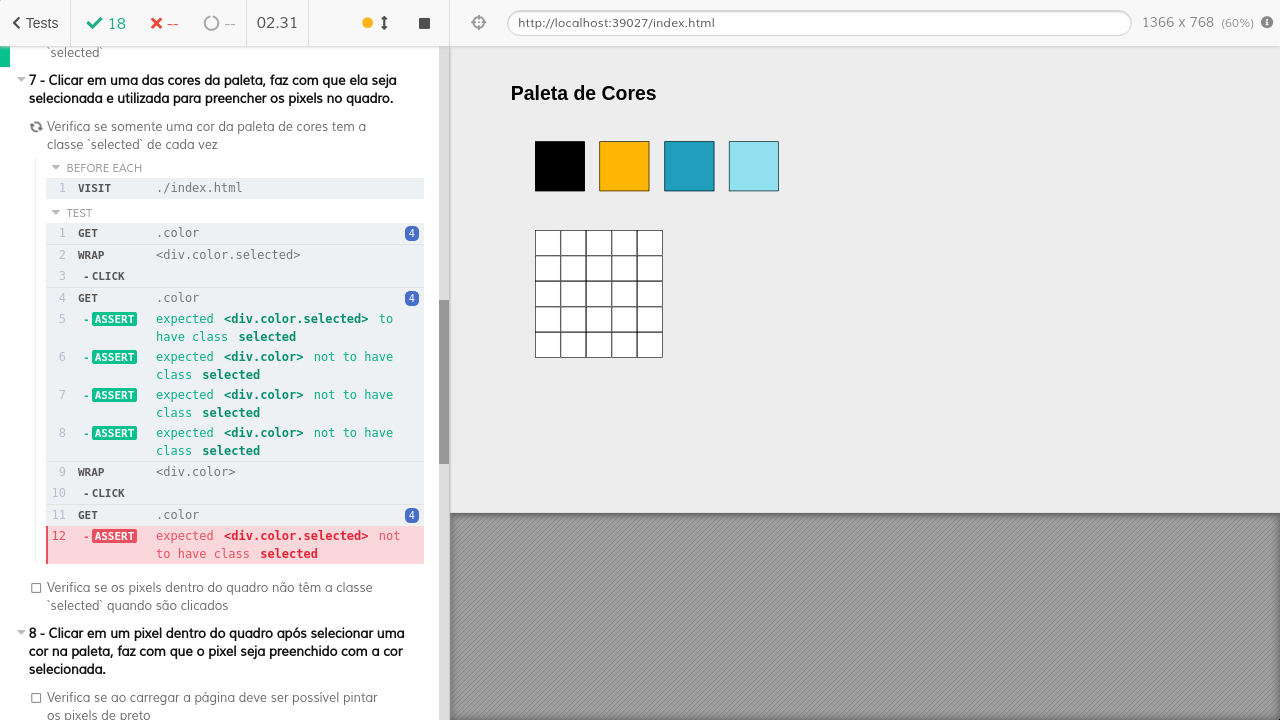 Tests 18 -- -- 02.31
http://localhost:39027/index.html 1366 x 768 (60%)
`selected`
7 - Clicar em uma das cores da paleta, faz com que ela seja
selecionada e utilizada para preencher os pixels no quadro.
Verifica se somente uma cor da paleta de cores tem a
classe `selected` de cada vez
BEFORE EACH
1 VISIT ./index.html
TEST
1 GET .color 4
2 WRAP <div.color.selected>
3 -CLICK
4 GET .color 4
5 -ASSERT expected <div.color.selected> to
have class selected
6 -ASSERT expected <div.color> not to have
class selected
7 -ASSERT expected <div.color> not to have
class selected
8 -ASSERT expected <div.color> not to have
class selected
9 WRAP <div.color>
10 -CLICK
11 GET .color 4
12 -ASSERT expected <div.color.selected> not
to have class selected
Verifica se os pixels dentro do quadro não têm a classe
`selected` quando são clicados
8 - Clicar em um pixel dentro do quadro após selecionar uma
cor na paleta, faz com que o pixel seja preenchido com a cor
selecionada.
Verifica se ao carregar a página deve ser possível pintar
os pixels de preto
Paleta de Cores